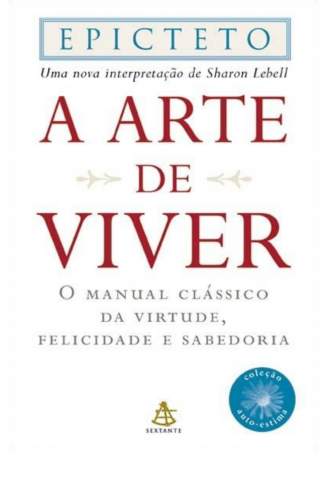 EPICTETO
Uma nova interpretação de Sharon Lebell
A ARTE
DE
VIVER
O MANUAL CLÁSSICO
DA VIRTUDE,
FELICIDADE E SABEDORIA
coleção
auto-estima
SEXTANTE